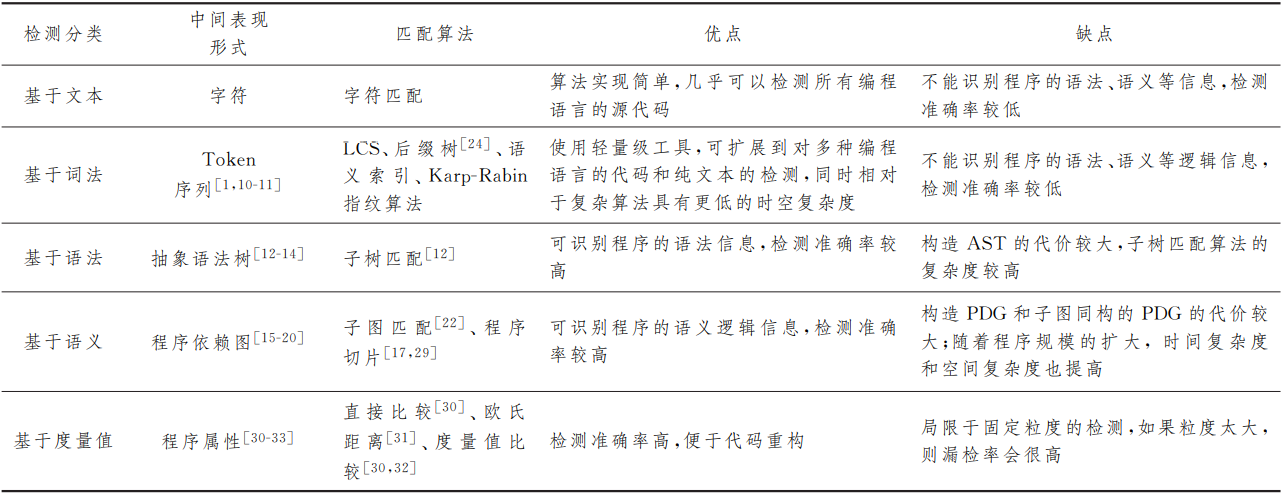 检测分类
中间表现
形式
匹配算法
优点
缺点
基于文本
字符
字符匹配
算法实现简单,几乎可以检测所有编程
语言的源代码
不能识别程序的语法、语义等信息,检测
准确率较低
基于词法
Token
序列[1,10-11]
LCS、后缀树[24]、语
义索引、Karp-Rabin
指纹算法
使用轻量级工具,可扩展到对多种编程
语言的代码和纯文本的检测,同时相对
于复杂算法具有更低的时空复杂度
不能识别程序的语法、语义等逻辑信息,
检测准确率较低
基于语法
抽象语法树[12-14]
子树匹配[12]
可识别程序的语法信息,检测准确率较
高
构造 AST 的代价较大,子树匹配算法的
复杂度较高
基于语义
程序依赖图[15-20]
子图匹配[22]、程序
切片[17,29]
可识别程序的语义逻辑信息,检测准确
率较高
构造 PDG 和子图同构的 PDG 的代价较
大;随着程序规模的扩大, 时间复杂度
和空间复杂度也提高
基于度量值
程序属性[30-33]
直接比较[30]、欧氏
距离[31]、度量值比
较[30,32]
检测准确率高,便于代码重构
局限于固定粒度的检测,如果粒度太大,
则漏检率会很高